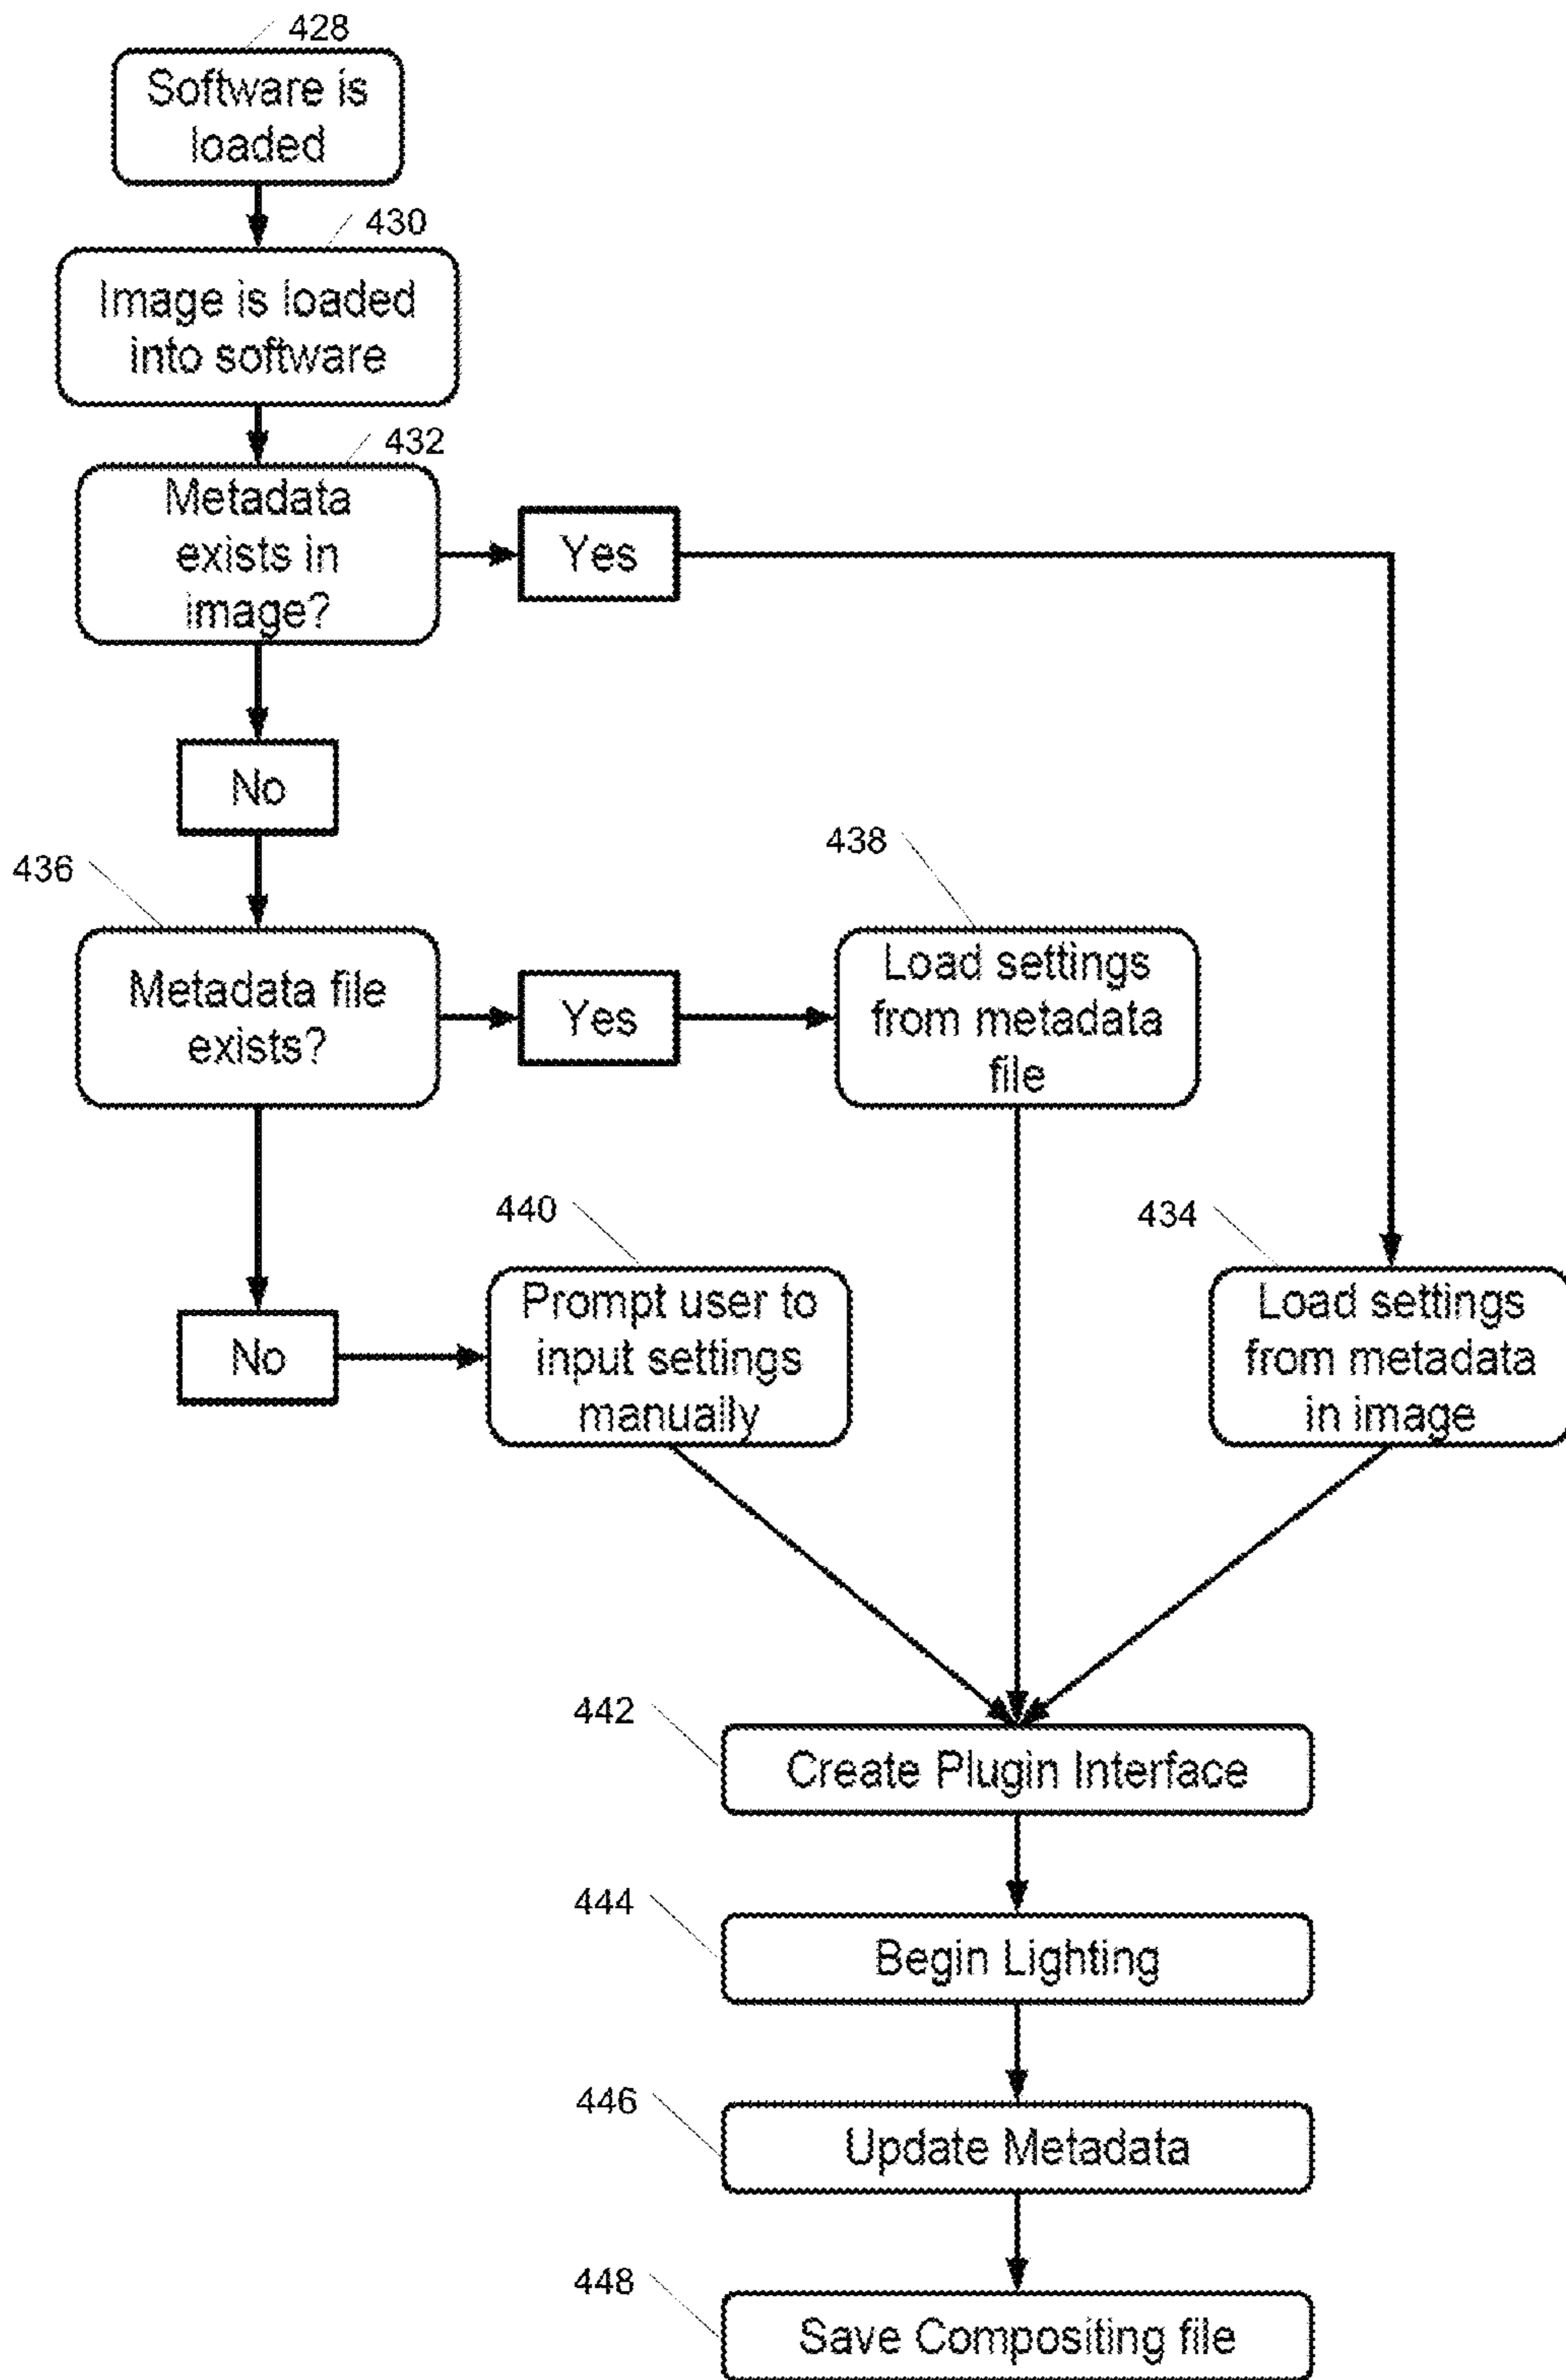 428
Software is
loaded
430
Image is loaded
into software
432
Metadata
exists in
image?
Yes
No
436
Metadata file
exists?
Yes
438
Load settings
from metadata
file
440
Prompt user to
input settings
manually
No
434
Load settings
from metadata
in image
442
Create Plugin Interface
444
Begin Lighting
446
Update Metadata
448
Save Compositing file